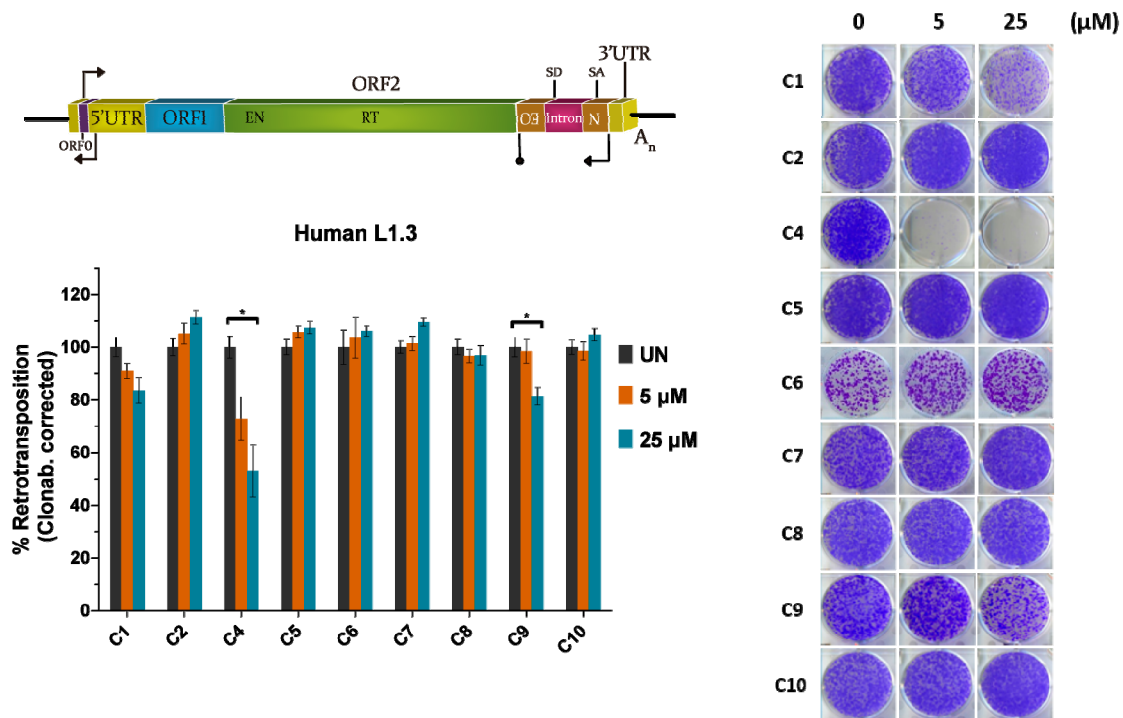 3'UTR
ORF2
SD
SA
5'UTR
ORF1
EN
RT
EO
Intron
N
ORF0
An
Human L1.3
% Retrotransposition
(Clonab. corrected)
120
100
80
60
40
20
0
C1
C2
C4
C5
C6
C7
C8
C9
C10
*
*
UN
5 µM
25 µM
0 5 25 (µM)
C1
C2
C4
C5
C6
C7
C8
C9
C10